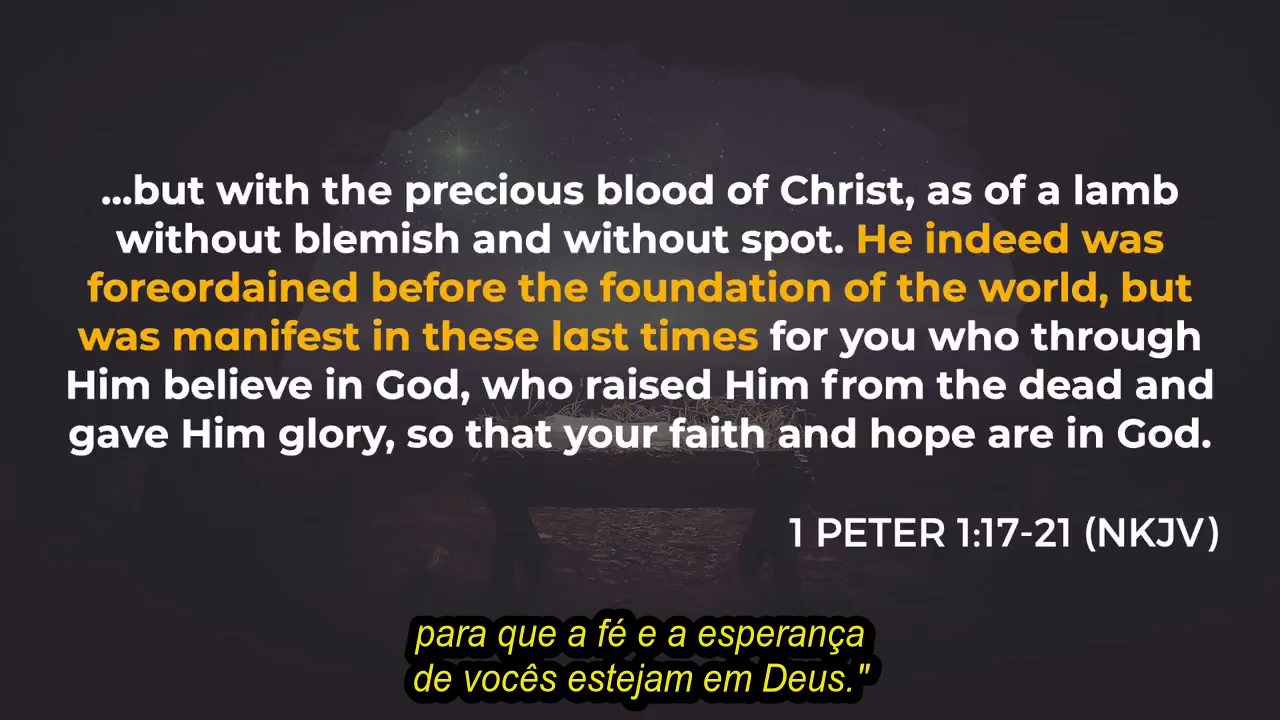 ...but with the precious blood of Christ, as of a lamb
without blemish and without spot. He indeed was
foreordained before the foundation of the world, but
was manifest in these last times for you who through
Him believe in God, who raised Him from the dead and
gave Him glory, so that your faith and hope are in God.
1 PETER 1:17-21 (NKJV)
para que a fé e a esperança
de vocês estejam em Deus."